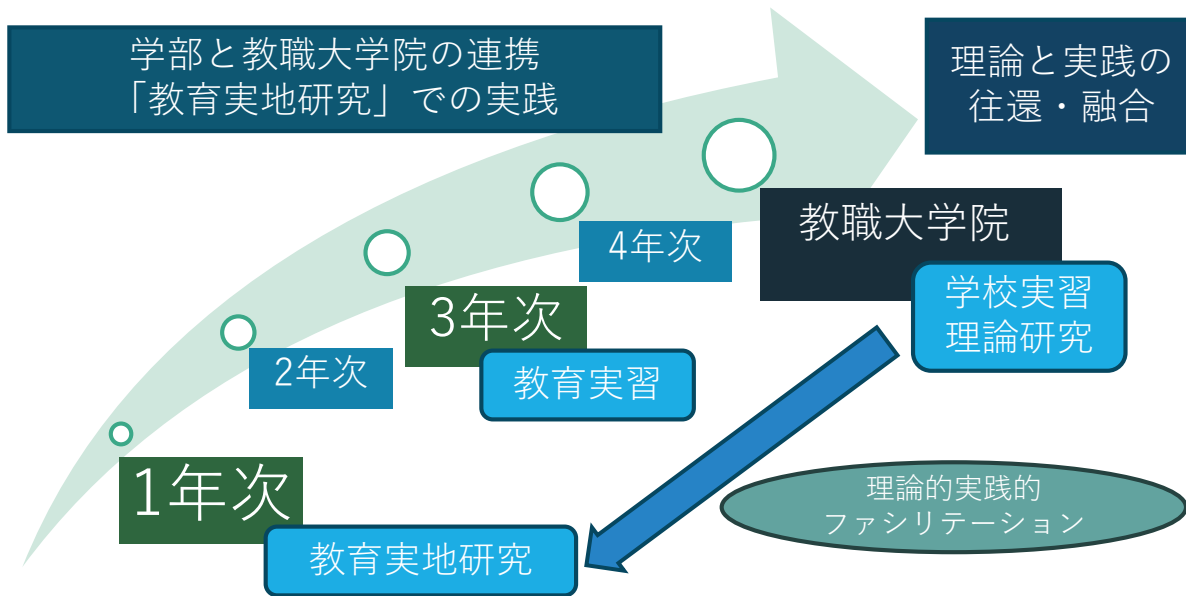 学部と教職大学院の連携
「教育実地研究」での実践
理論と実践の
往還・融合
教職大学院
学校実習
理論研究
4年次
3年次
教育実習
2年次
1年次
教育実地研究
理論的実践的
ファシリテーション